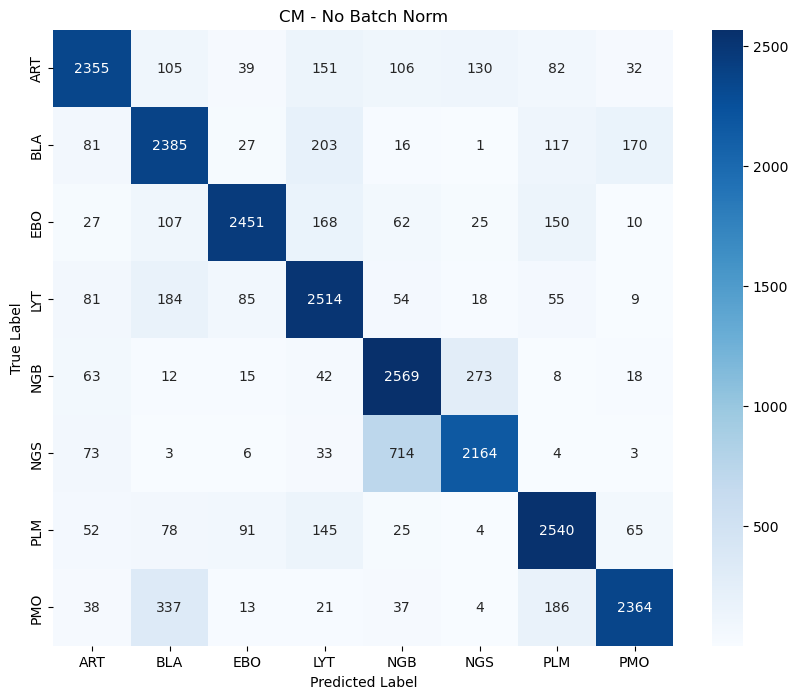 CM - No Batch Norm
ART 2355 105 39 151 106 130 82 32
BLA 81 2385 27 203 16 1 117 170
EBO 27 107 2451 168 62 25 150 10
LYT 81 184 85 2514 54 18 55 9
NGB 63 12 15 42 2569 273 8 18
NGS 73 3 6 33 714 2164 4 3
PLM 52 78 91 145 25 4 2540 65
PMO 38 337 13 21 37 4 186 2364
ART BLA EBO LYT NGB NGS PLM PMO
Predicted Label
True Label
2500
2000
1500
1000
500